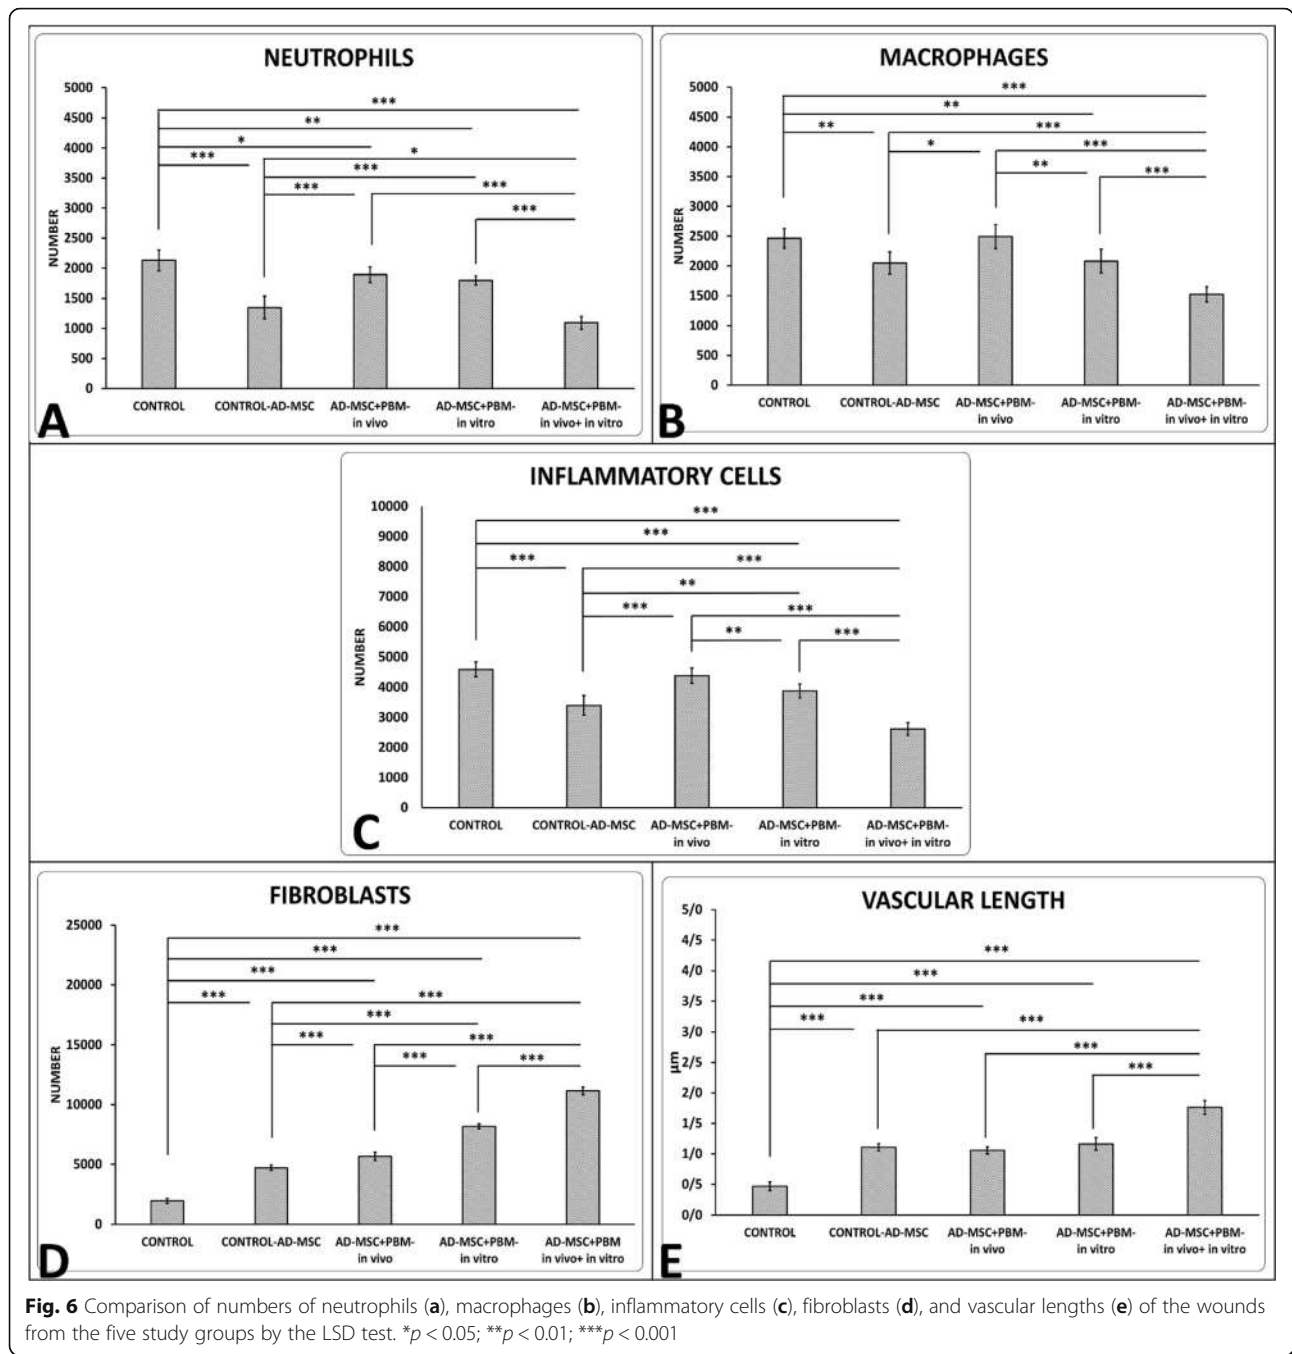 NEUTROPHILS
5000
4500
4000
3500
3000
2500
2000
1500
1000
500
0
NUMBER
***
**
*
***
*
***
***
***
***
CONTROL
CONTROL-AD-MSC
AD-MSC+PBM-
in vivo
AD-MSC+PBM-
in vitro
AD-MSC+PBM-
in vivo+ in vitro
A
MACROPHAGES
5000
4500
4000
3500
3000
2500
2000
1500
1000
500
0
NUMBER
***
**
**
***
*
***
**
***
CONTROL
CONTROL-AD-MSC
AD-MSC+PBM-
in vivo
AD-MSC+PBM-
in vitro
AD-MSC+PBM-
in vivo+ in vitro
B
INFLAMMATORY CELLS
10000
9000
8000
7000
6000
5000
4000
3000
2000
1000
0
NUMBER
***
***
***
***
**
***
***
**
***
CONTROL
CONTROL-AD-MSC
AD-MSC+PBM-
in vivo
AD-MSC+PBM-
in vitro
AD-MSC+PBM-
in vivo+ in vitro
C
FIBROBLASTS
25000
20000
15000
10000
5000
0
NUMBER
***
***
***
***
***
***
***
***
***
***
CONTROL
CONTROL-AD-MSC
AD-MSC+PBM-
in vivo
AD-MSC+PBM-
in vitro
AD-MSC+PBM
in vivo+ in vitro
D
VASCULAR LENGTH
5/0
4/5
4/0
3/5
3/0
2/5
2/0
1/5
1/0
0/5
0/0
µm
***
***
***
***
***
***
***
CONTROL
CONTROL-AD-MSC
AD-MSC+PBM-
in vivo
AD-MSC+PBM-
in vitro
AD-MSC+PBM-
in vivo+ in vitro
E
Fig. 6 Comparison of numbers of neutrophils (a), macrophages (b), inflammatory cells (c), fibroblasts (d), and vascular lengths (e) of the wounds
from the five study groups by the LSD test. *p < 0.05; **p < 0.01; ***p < 0.001